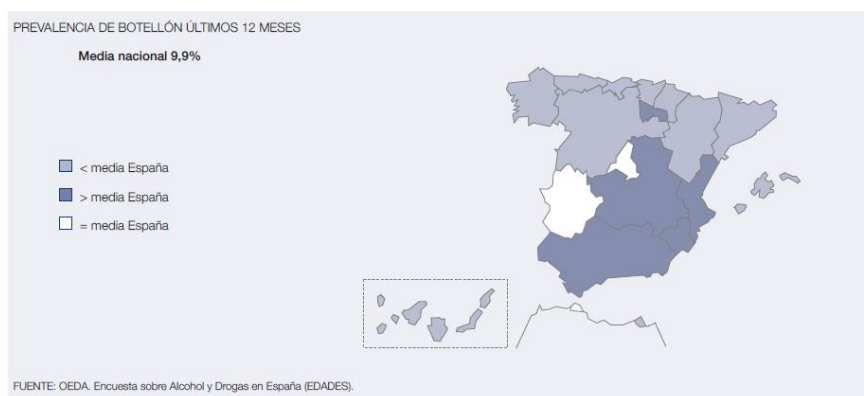 PREVALENCIA DE BOTELLÓN ÚLTIMOS 12 MESES
Media nacional 9,9%
< media España
> media España
= media España
FUENTE: OEDA. Encuesta sobre Alcohol y Drogas en España (EDADES).